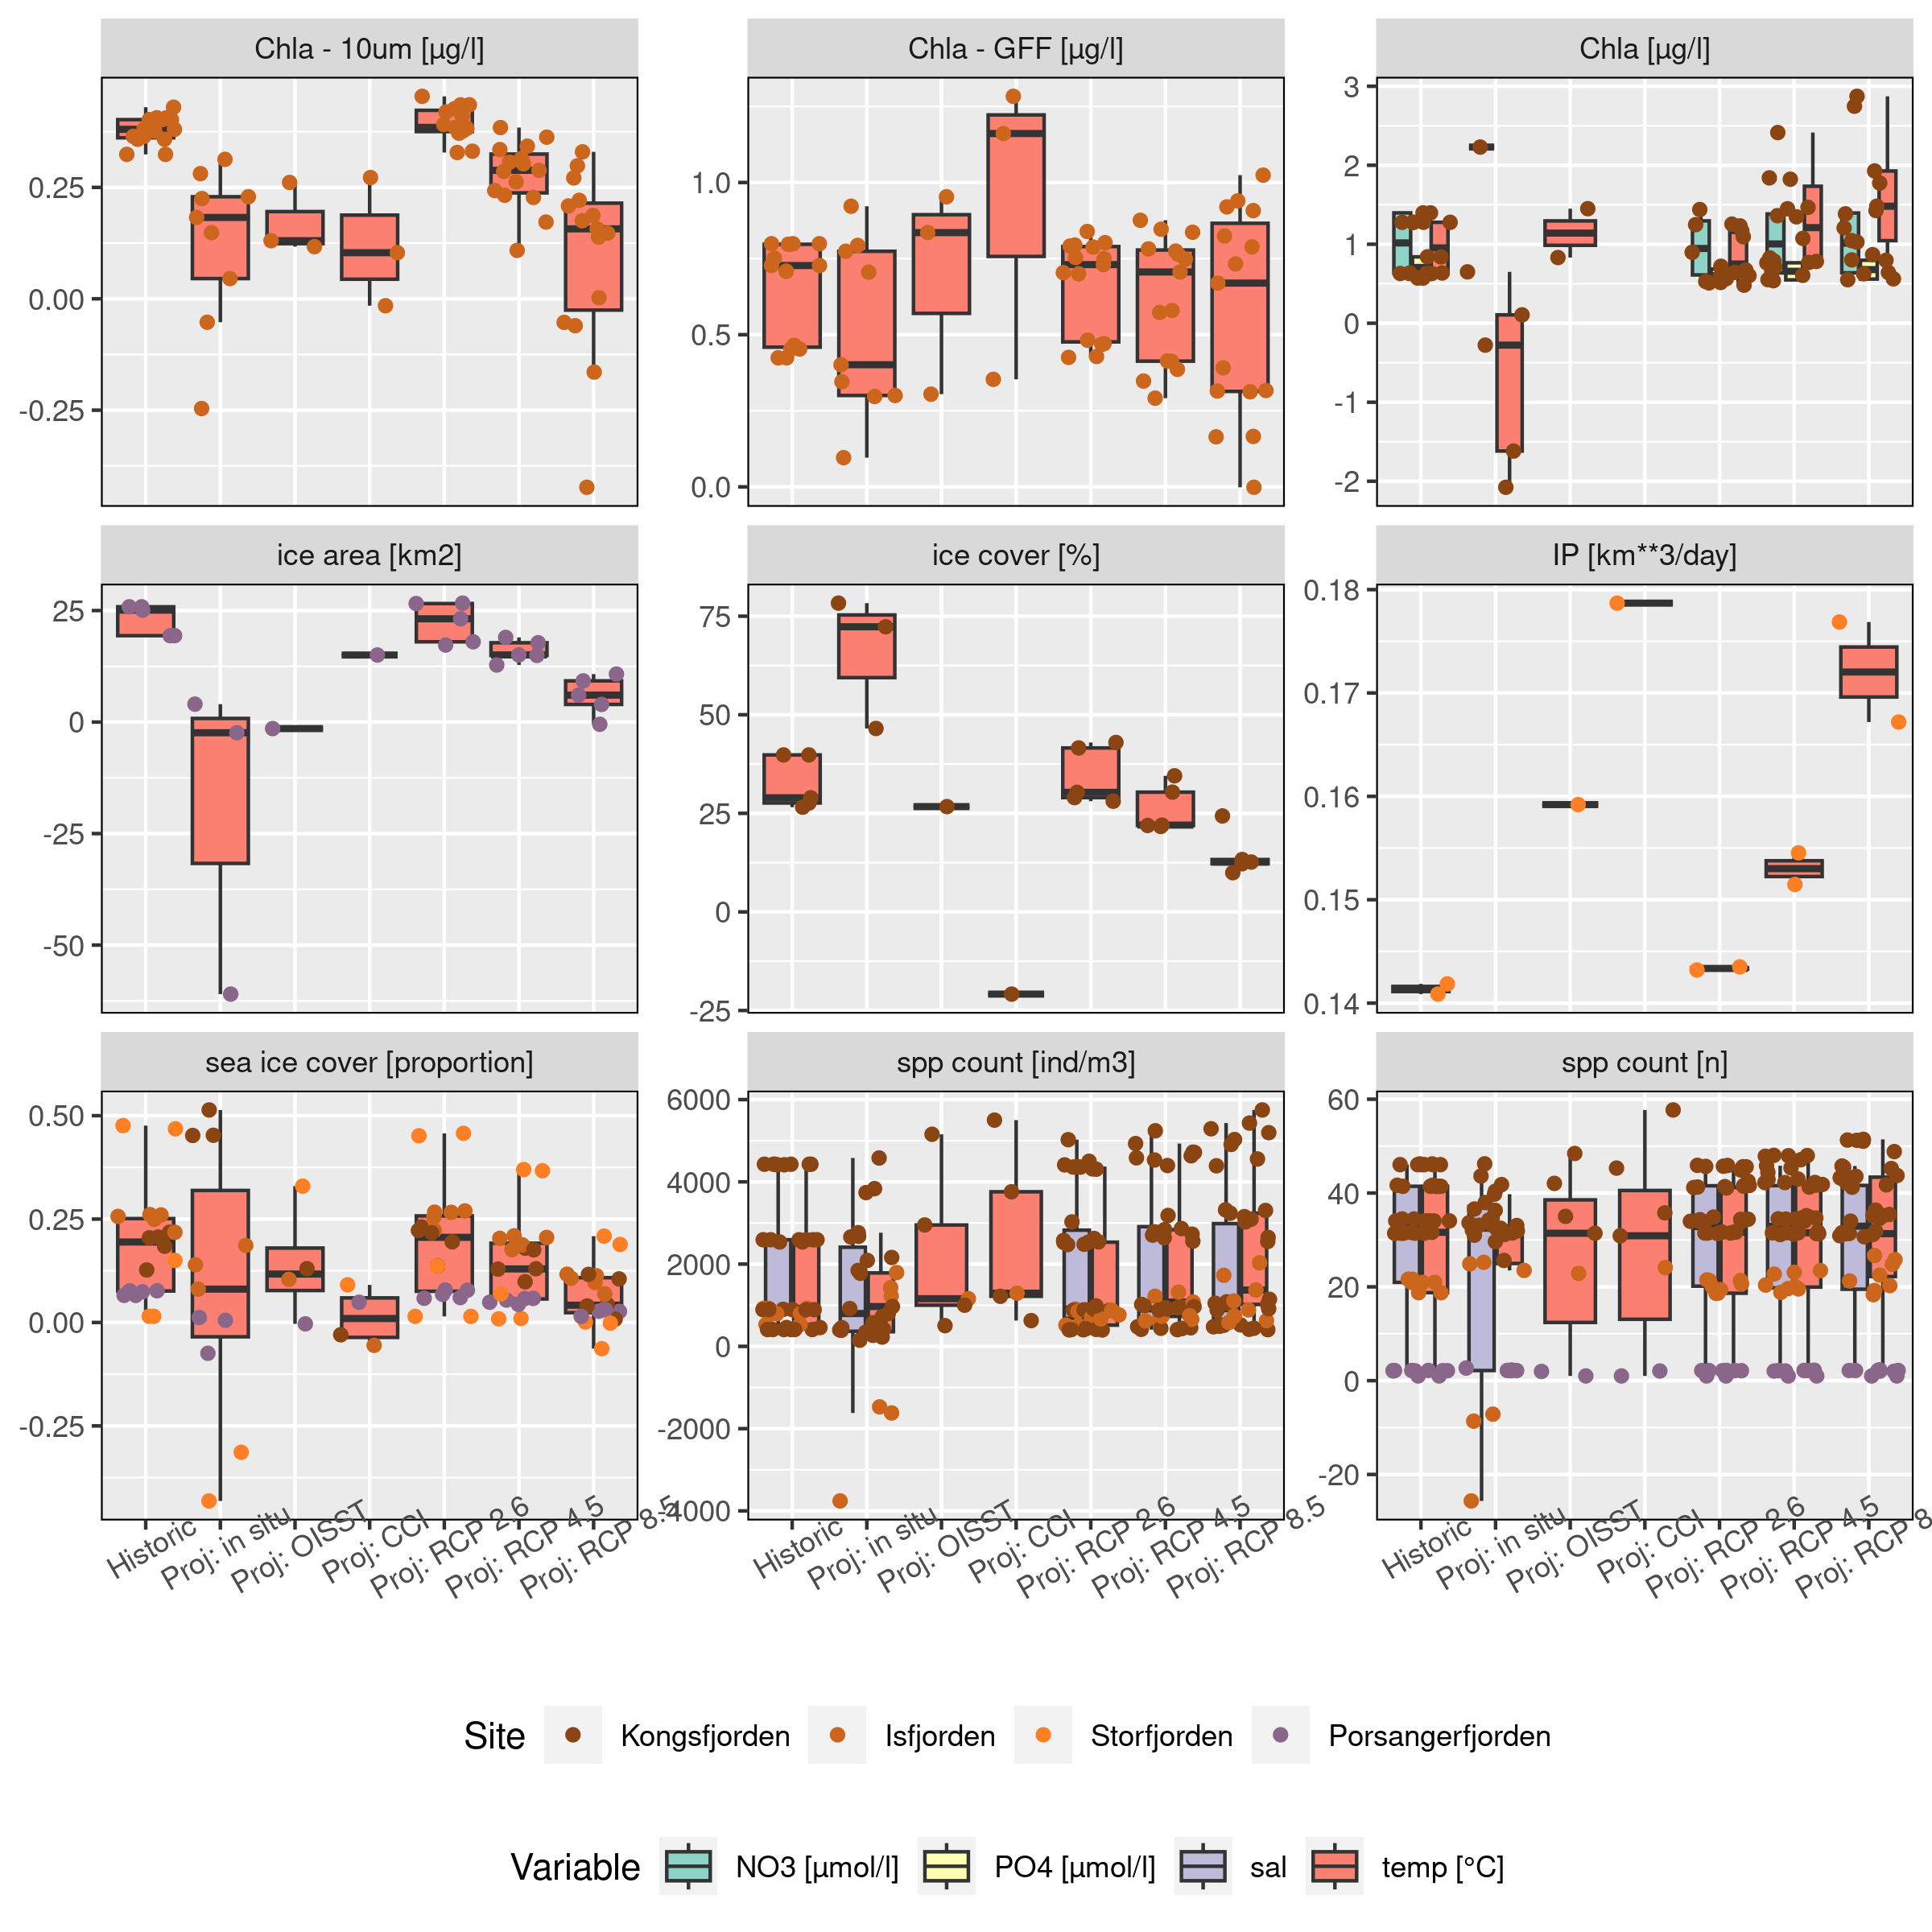 Chla - 10um [µg/l]
Chla - GFF [µg/l]
Chla [µg/l]
0.25
0.00
-0.25
1.0
0.5
0.0
3
2
1
0
-1
-2
ice area [km2]
ice cover [%]
IP [km**3/day]
25
0
-25
-50
75
50
25
0
-25
0.18
0.17
0.16
0.15
0.14
sea ice cover [proportion]
spp count [ind/m3]
spp count [n]
0.50
0.25
0.00
-0.25
6000
4000
2000
0
-2000
-4000
60
40
20
0
-20
Historic
Proj: in situ
Proj: OISST
Proj: CCI
Proj: RCP 2.6
Proj: RCP 4.5
Proj: RCP 8.5
Historic
Proj: in situ
Proj: OISST
Proj: CCI
Proj: RCP 2.6
Proj: RCP 4.5
Proj: RCP 8.5
Historic
Proj: in situ
Proj: OISST
Proj: CCI
Proj: RCP 2.6
Proj: RCP 4.5
Proj: RCP 8
Site Kongsfjorden Isfjorden Storfjorden Porsangerfjorden
Variable NO3 [µmol/l] PO4 [µmol/l] sal temp [°C]